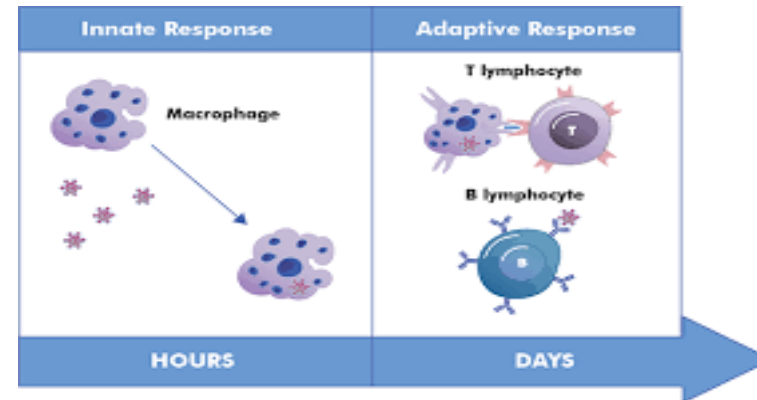 Innate Response
Adaptive Response
T lymphocyte
Macrophage
T
B lymphocyte
B
HOURS
DAYS